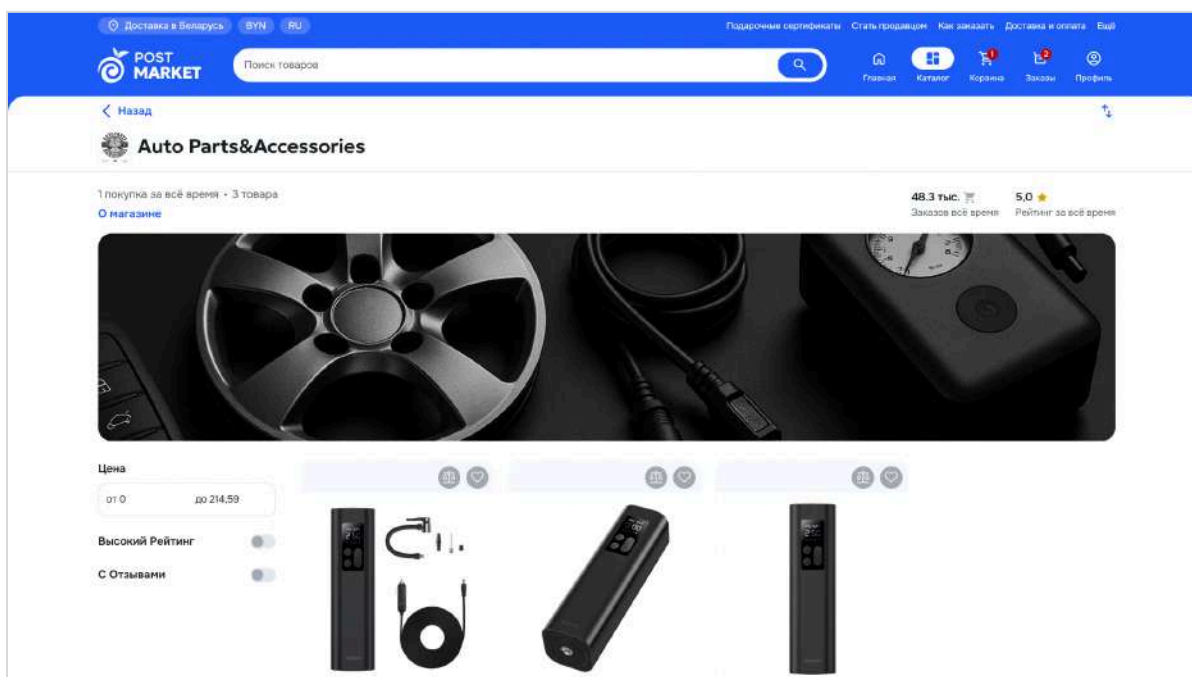 Доставка в Беларусь BYN RU Подарочные сертификаты Стать продавцом Как заказать Доставка и оплата Ещё
POST
MARKET
Поиск товаров
1 2
Главная Каталог Корзина Заказы Профиль
Назад
Auto Parts&Accessories
1 покупка за всё время • 3 товара
О магазине
48.3 тыс. 5,0
Заказов всё время Рейтинг за всё время
Цена
от 0 до 214,59
Высокий Рейтинг
С Отзывами